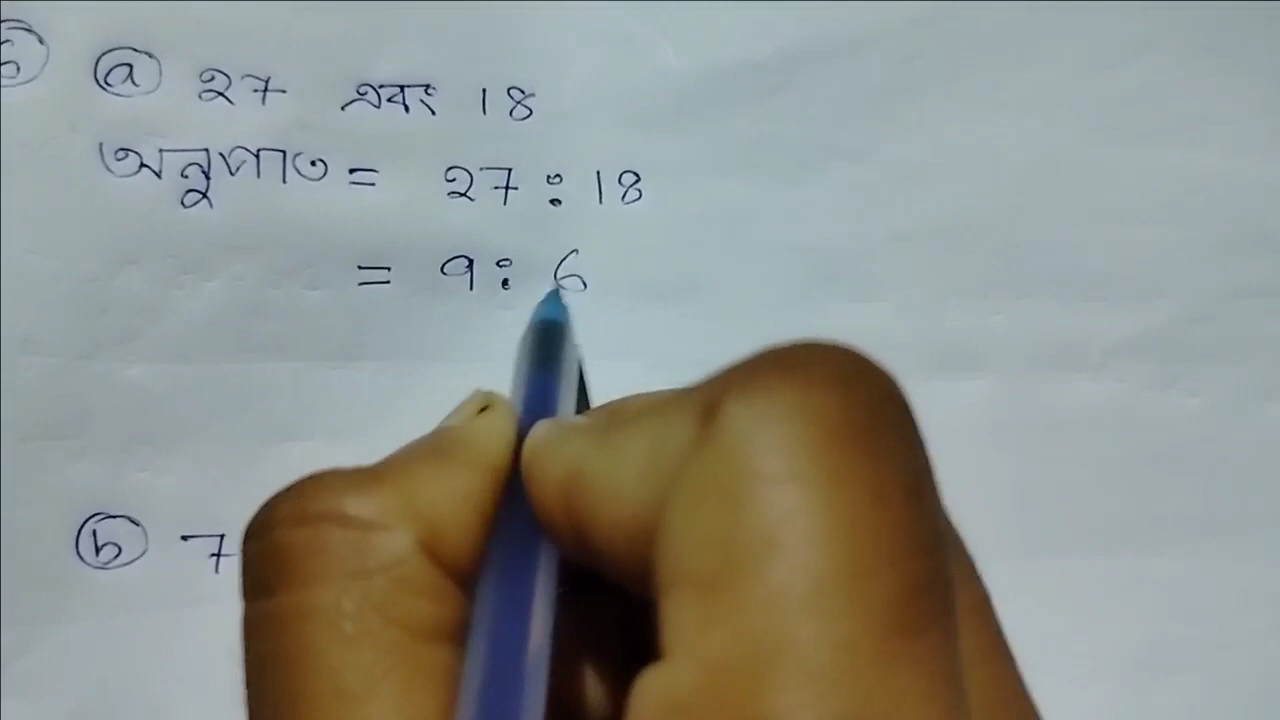 ⓐ 27 এবং 18
অনুপাত = 27 : 18
= 9 : 6
ⓑ 7